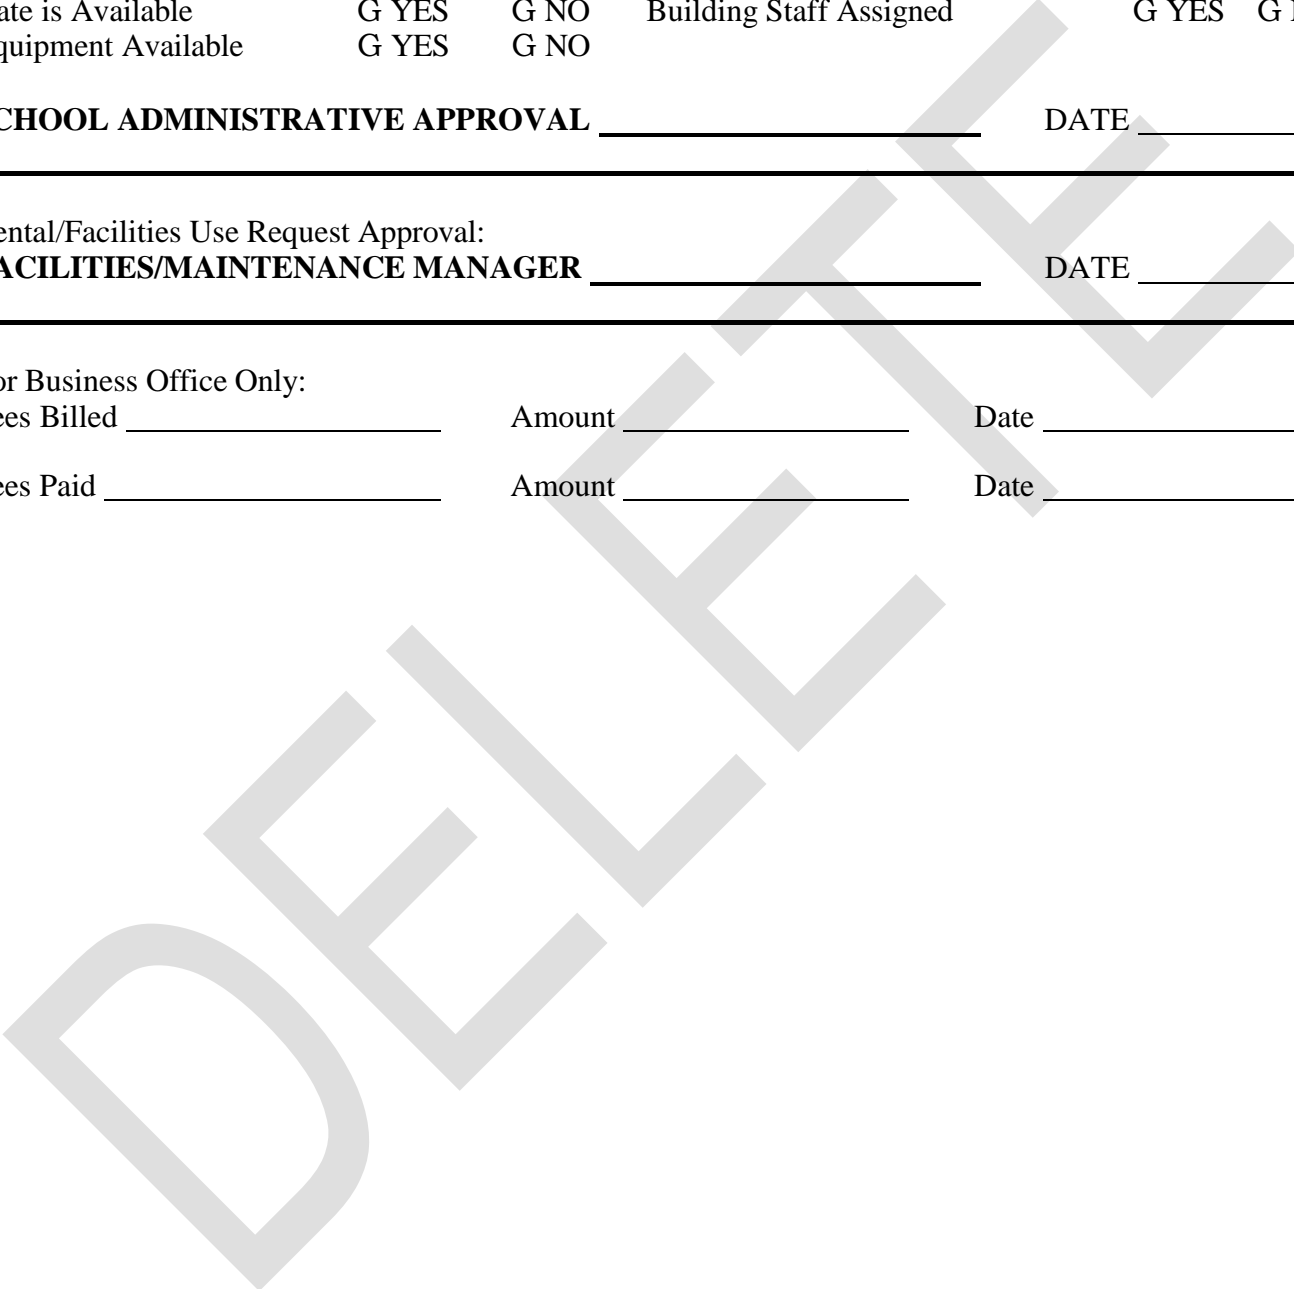 ate is Available G YES G NO Building Staff Assigned G YES G
quipment Available G YES G NO
CHOOL ADMINISTRATIVE APPROVAL DATE
ental/Facilities Use Request Approval:
ACILITIES/MAINTENANCE MANAGER DATE
or Business Office Only:
ees Billed Amount Date
ees Paid Amount Date
DELETE